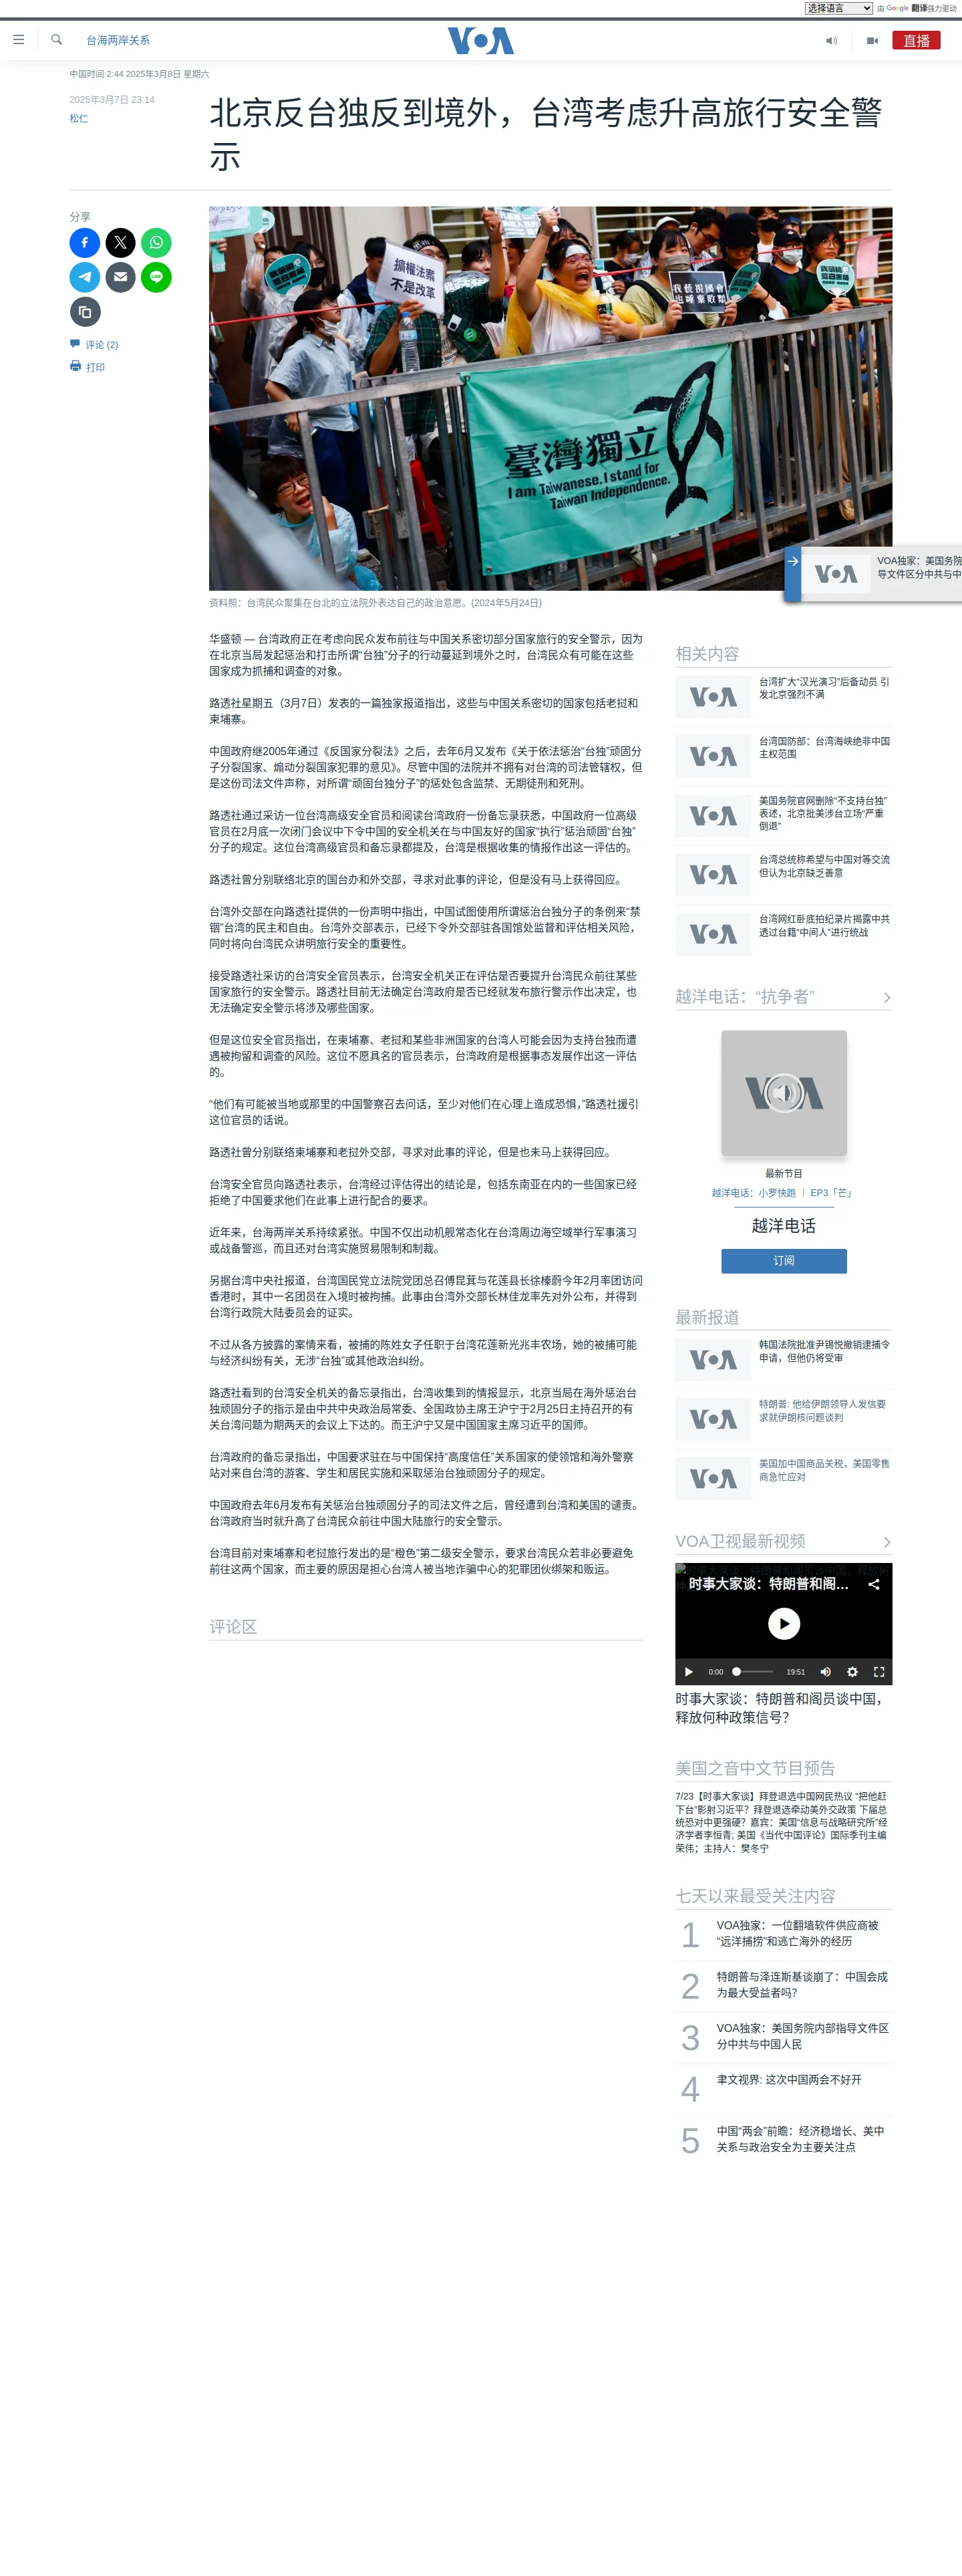 选择语言
由 Google 翻译强力驱动
台海两岸关系
VOA
直播
中国时间 2:44 2025年3月8日 星期六
2025年3月7日 23:14
松仁
北京反台独反到境外，台湾考虑升高旅行安全警
示
分享
评论 (2)
打印
擴權法案
不是改革
我藐視國會
臺灣獨立
I am Taiwanese. I stand for
Taiwan Independence.
资料照：台湾民众聚集在台北的立法院外表达自己的政治意愿。(2024年5月24日)
VOA
VOA独家：美国务院
导文件区分中共与中
华盛顿 — 台湾政府正在考虑向民众发布前往与中国关系密切部分国家旅行的安全警示，因为
在北京当局发起惩治和打击所谓“台独”分子的行动蔓延到境外之时，台湾民众有可能在这些
国家成为抓捕和调查的对象。
路透社星期五（3月7日）发表的一篇独家报道指出，这些与中国关系密切的国家包括老挝和
柬埔寨。
中国政府继2005年通过《反国家分裂法》之后，去年6月又发布《关于依法惩治“台独”顽固分
子分裂国家、煽动分裂国家犯罪的意见》。尽管中国的法院并不拥有对台湾的司法管辖权，但
是这份司法文件声称，对所谓“顽固台独分子”的惩处包含监禁、无期徒刑和死刑。
路透社通过采访一位台湾高级安全官员和阅读台湾政府一份备忘录获悉，中国政府一位高级
官员在2月底一次闭门会议中下令中国的安全机关在与中国友好的国家“执行”惩治顽固“台独”
分子的规定。这位台湾高级官员和备忘录都提及，台湾是根据收集的情报作出这一评估的。
路透社曾分别联络北京的国台办和外交部，寻求对此事的评论，但是没有马上获得回应。
台湾外交部在向路透社提供的一份声明中指出，中国试图使用所谓惩治台独分子的条例来“禁
锢”台湾的民主和自由。台湾外交部表示，已经下令外交部驻各国馆处监督和评估相关风险，
同时将向台湾民众讲明旅行安全的重要性。
接受路透社采访的台湾安全官员表示，台湾安全机关正在评估是否要提升台湾民众前往某些
国家旅行的安全警示。路透社目前无法确定台湾政府是否已经就发布旅行警示作出决定，也
无法确定安全警示将涉及哪些国家。
但是这位安全官员指出，在柬埔寨、老挝和某些非洲国家的台湾人可能会因为支持台独而遭
遇被拘留和调查的风险。这位不愿具名的官员表示，台湾政府是根据事态发展作出这一评估
的。
“他们有可能被当地或那里的中国警察召去问话，至少对他们在心理上造成恐惧，”路透社援引
这位官员的话说。
路透社曾分别联络柬埔寨和老挝外交部，寻求对此事的评论，但是也未马上获得回应。
台湾安全官员向路透社表示，台湾经过评估得出的结论是，包括东南亚在内的一些国家已经
拒绝了中国要求他们在此事上进行配合的要求。
近年来，台海两岸关系持续紧张。中国不仅出动机舰常态化在台湾周边海空域举行军事演习
或战备警巡，而且还对台湾实施贸易限制和制裁。
另据台湾中央社报道，台湾国民党立法院党团总召傅昆萁与花莲县长徐榛蔚今年2月率团访问
香港时，其中一名团员在入境时被拘捕。此事由台湾外交部长林佳龙率先对外公布，并得到
台湾行政院大陆委员会的证实。
不过从各方披露的案情来看，被捕的陈姓女子任职于台湾花莲新光兆丰农场，她的被捕可能
与经济纠纷有关，无涉“台独”或其他政治纠纷。
路透社看到的台湾安全机关的备忘录指出，台湾收集到的情报显示，北京当局在海外惩治台
独顽固分子的指示是由中共中央政治局常委、全国政协主席王沪宁于2月25日主持召开的有
关台湾问题为期两天的会议上下达的。而王沪宁又是中国国家主席习近平的国师。
台湾政府的备忘录指出，中国要求驻在与中国保持“高度信任”关系国家的使领馆和海外警察
站对来自台湾的游客、学生和居民实施和采取惩治台独顽固分子的规定。
中国政府去年6月发布有关惩治台独顽固分子的司法文件之后，曾经遭到台湾和美国的谴责。
台湾政府当时就升高了台湾民众前往中国大陆旅行的安全警示。
台湾目前对柬埔寨和老挝旅行发出的是“橙色”第二级安全警示，要求台湾民众若非必要避免
前往这两个国家，而主要的原因是担心台湾人被当地诈骗中心的犯罪团伙绑架和贩运。
评论区
相关内容
VOA
台湾扩大“汉光演习”后备动员 引
发北京强烈不满
VOA
台湾国防部：台湾海峡绝非中国
主权范围
VOA
美国务院官网删除“不支持台独”
表述，北京批美涉台立场“严重
倒退”
VOA
台湾总统称希望与中国对等交流
但认为北京缺乏善意
VOA
台湾网红卧底拍纪录片揭露中共
透过台籍“中间人”进行统战
越洋电话：“抗争者”
VOA
最新节目
越洋电话：小罗快跑 ︱ EP3「芒」
越洋电话
订阅
最新报道
VOA
韩国法院批准尹锡悦撤销逮捕令
申请，但他仍将受审
VOA
特朗普: 他给伊朗领导人发信要
求就伊朗核问题谈判
VOA
美国加中国商品关税，美国零售
商急忙应对
VOA卫视最新视频
时事大家谈：特朗普和阁...
0:00
19:51
时事大家谈：特朗普和阁员谈中国，
释放何种政策信号？
美国之音中文节目预告
7/23【时事大家谈】拜登退选中国网民热议 “把他赶
下台”影射习近平？拜登退选牵动美外交政策 下届总
统恐对中更强硬？嘉宾：美国“信息与战略研究所”经
济学者李恒青; 美国《当代中国评论》国际季刊主编
荣伟；主持人：樊冬宁
七天以来最受关注内容
1
VOA独家：一位翻墙软件供应商被
“远洋捕捞”和逃亡海外的经历
2
特朗普与泽连斯基谈崩了：中国会成
为最大受益者吗？
3
VOA独家：美国务院内部指导文件区
分中共与中国人民
4
聿文视界: 这次中国两会不好开
5
中国“两会”前瞻：经济稳增长、美中
关系与政治安全为主要关注点